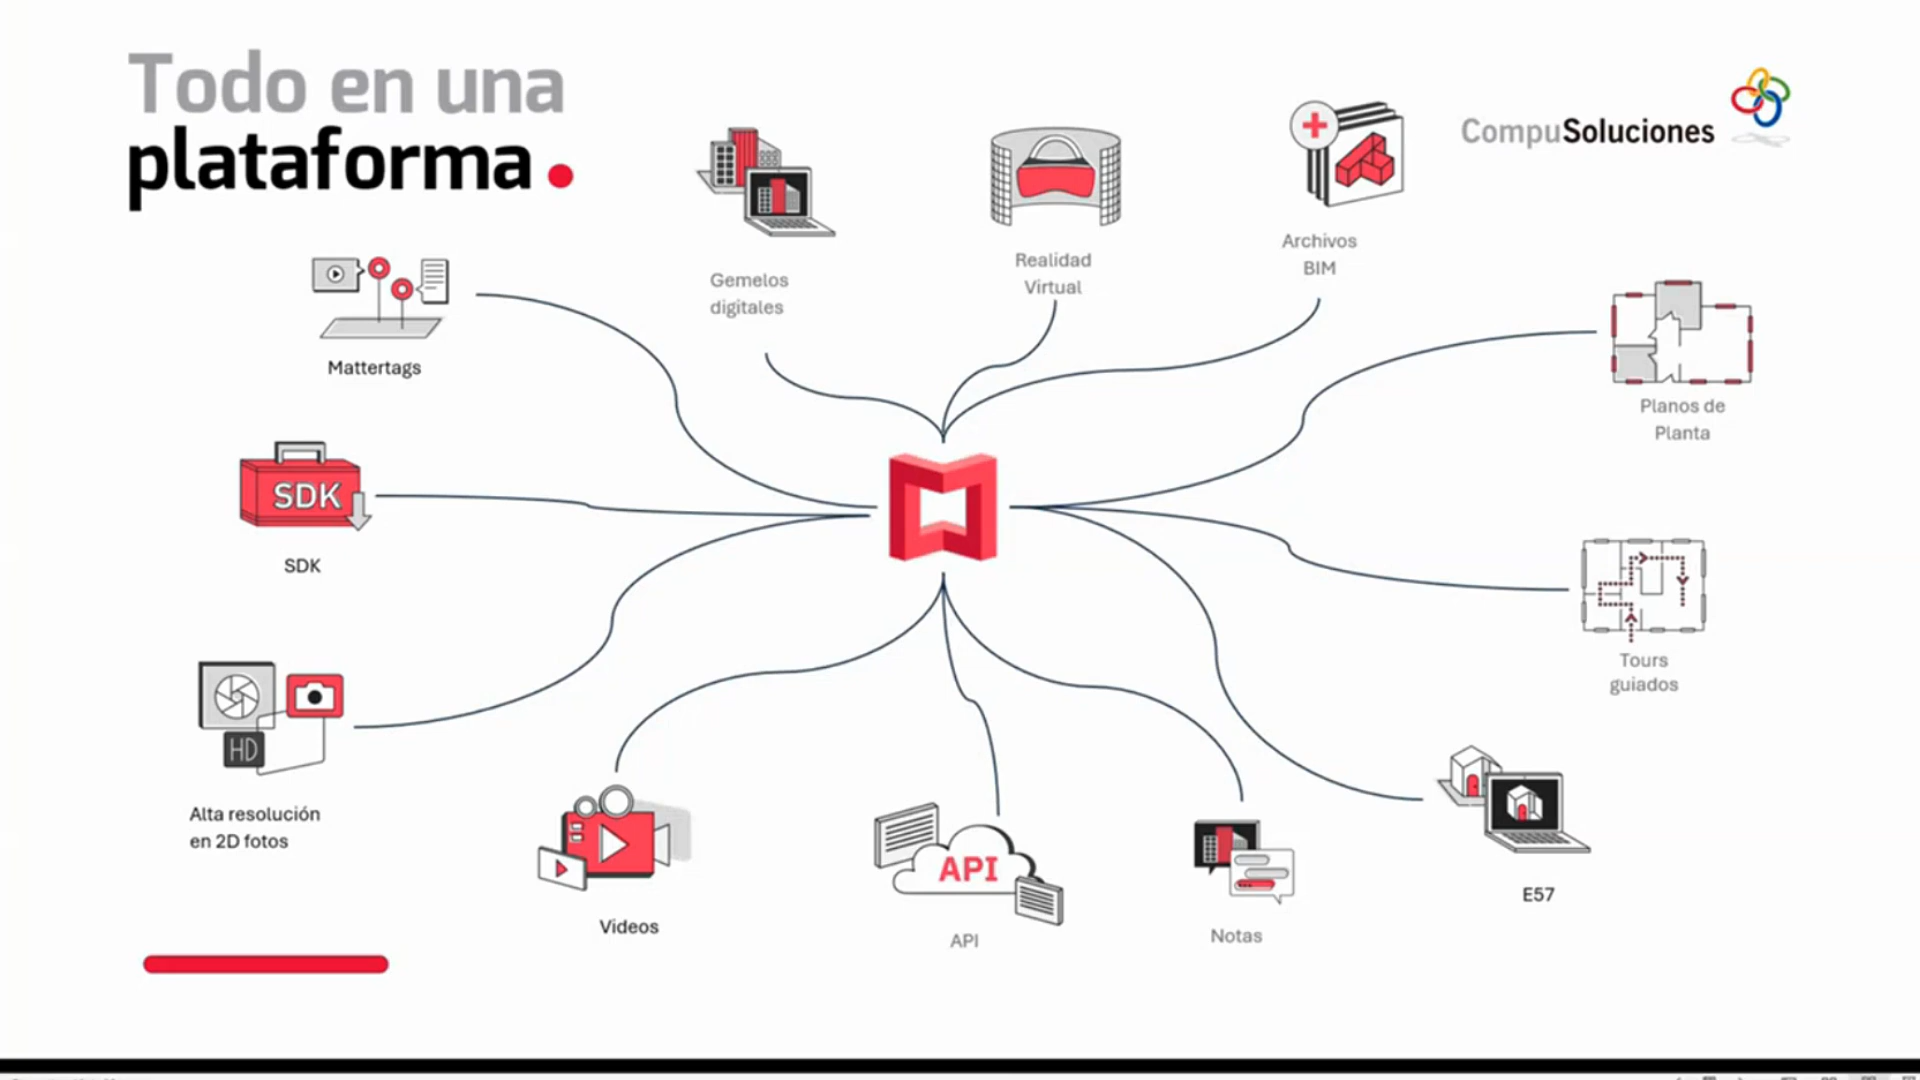 Todo en una
plataforma
CompuSoluciones
Gemelos
digitales
Realidad
Virtual
Archivos
BIM
Mattertags
Planos de
Planta
SDK
SDK
Tours
guiados
HD
Alta resolución
en 2D fotos
Videos
API
API
Notas
E57